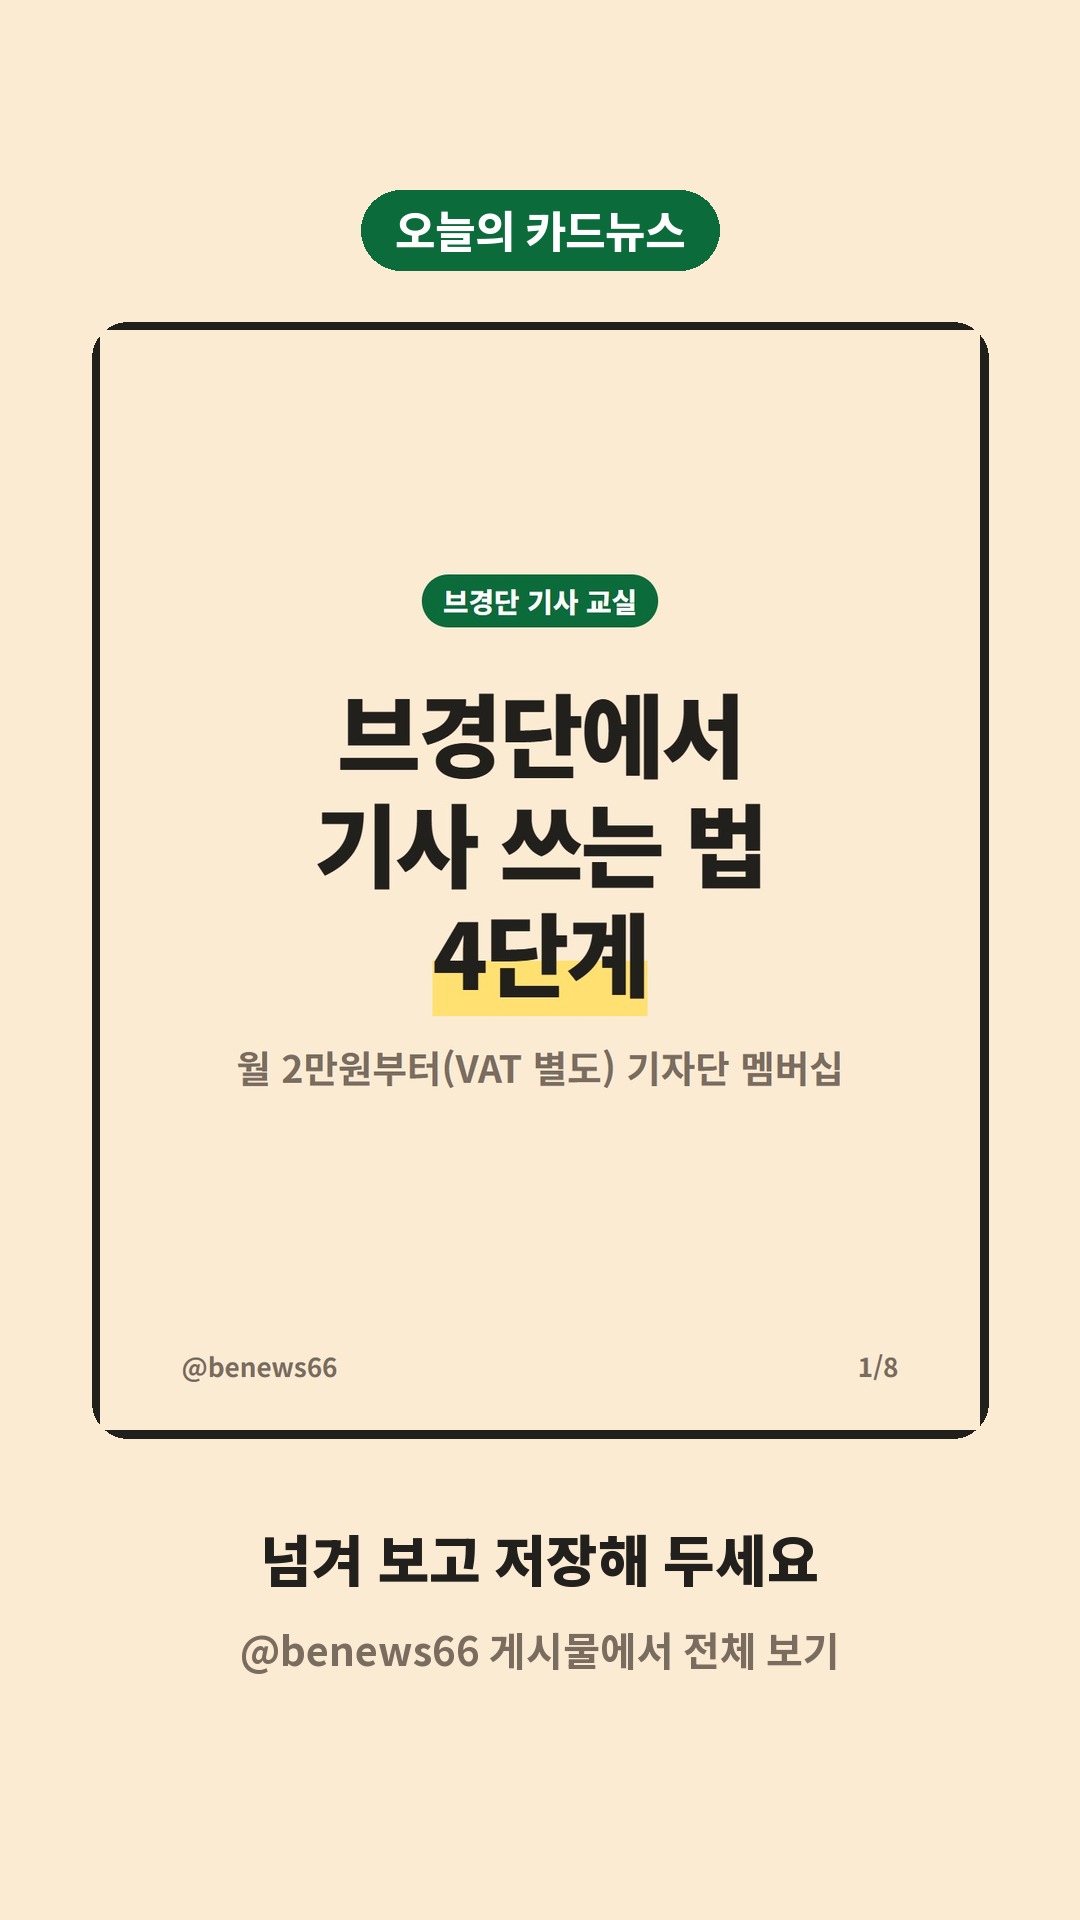 오늘의 카드뉴스
브경단 기사 교실
브경단에서
기사 쓰는 법
4단계
월 2만원부터(VAT 별도) 기자단 멤버십
@benews66
1/8
넘겨 보고 저장해 두세요
@benews66 게시물에서 전체 보기